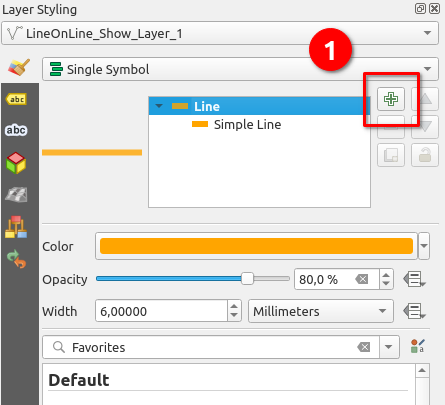 Layer Styling
LineOnLine_Show_Layer_1
1
Single Symbol
abc
abc
Line
Simple Line
Color
Opacity 80,0 %
Width 6,00000 Millimeters
Favorites
Default